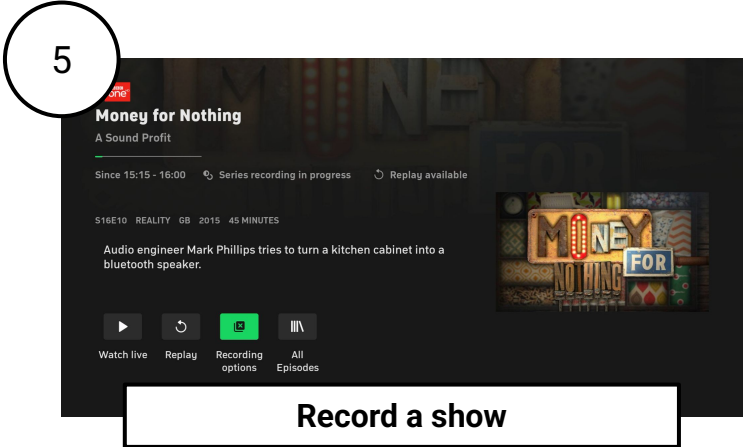 5
one
Money for Nothing
A Sound Profit
Since 15:15 - 16:00 Series recording in progress Replay available
S16E10 REALITY GB 2015 45 MINUTES
Audio engineer Mark Phillips tries to turn a kitchen cabinet into a
bluetooth speaker.
MONEY
FOR
NOTHING
Watch live Replay Recording options All Episodes
Record a show